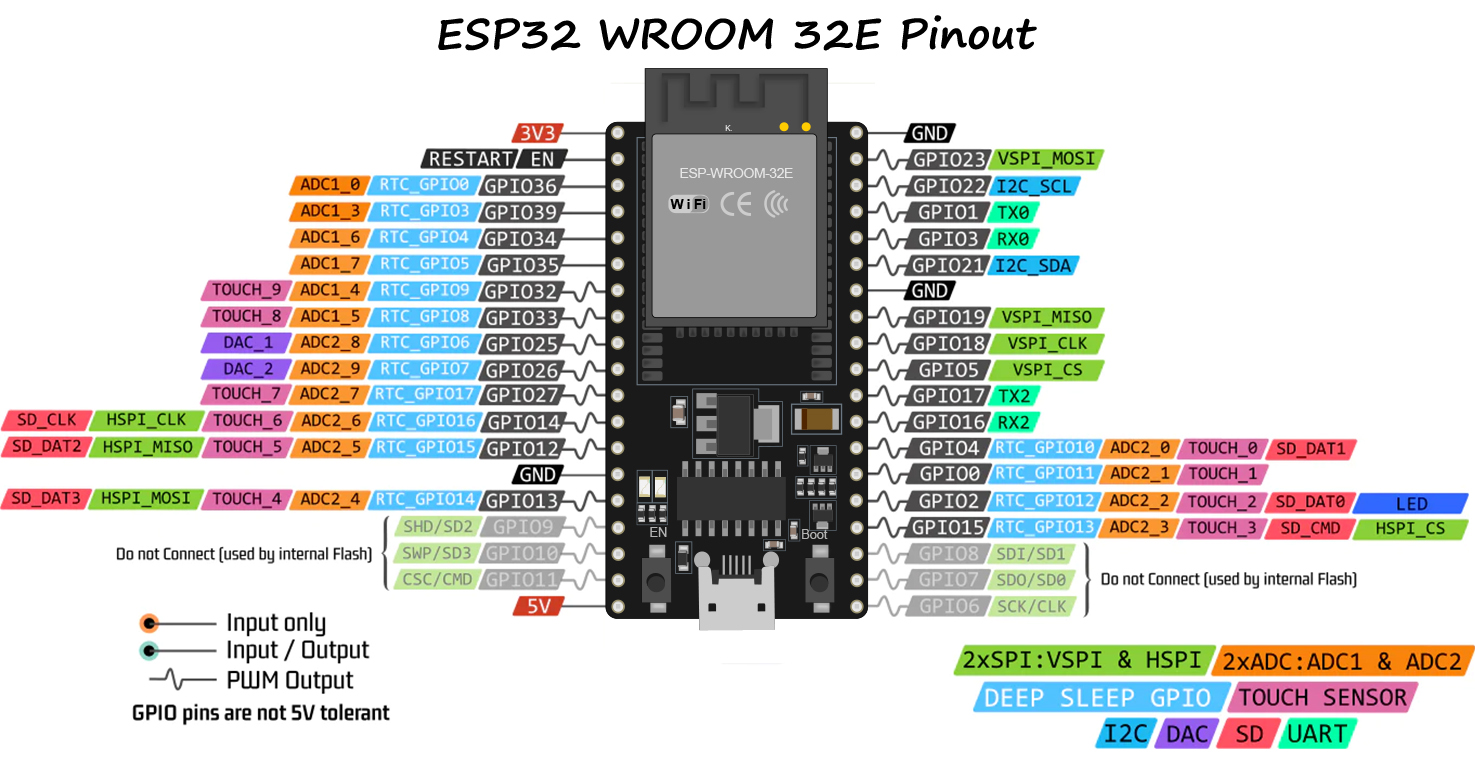 ESP32 WROOM 32E Pinout
K.
ESP-WROOM-32E
WiFi CE
3V3
RESTART EN
ADC1_0 RTC_GPIO0 GPIO36
ADC1_3 RTC_GPIO3 GPIO39
ADC1_6 RTC_GPIO4 GPIO34
ADC1_7 RTC_GPIO5 GPIO35
TOUCH_9 ADC1_4 RTC_GPIO9 GPIO32
TOUCH_8 ADC1_5 RTC_GPIO8 GPIO33
DAC_1 ADC2_8 RTC_GPIO6 GPIO25
DAC_2 ADC2_9 RTC_GPIO7 GPIO26
TOUCH_7 ADC2_7 RTC_GPIO17 GPIO27
SD_CLK HSPI_CLK TOUCH_6 ADC2_6 RTC_GPIO16 GPIO14
SD_DAT2 HSPI_MISO TOUCH_5 ADC2_5 RTC_GPIO15 GPIO12
GND
SD_DAT3 HSPI_MOSI TOUCH_4 ADC2_4 RTC_GPIO14 GPIO13
SHD/SD2 GPIO9
SWP/SD3 GPIO10
CSC/CMD GPIO11
Do not Connect (used by internal Flash)
5V
EN
Boot
GND
GPIO23 VSPI_MOSI
GPIO22 I2C_SCL
GPIO1 TX0
GPIO3 RX0
GPIO21 I2C_SDA
GND
GPIO19 VSPI_MISO
GPIO18 VSPI_CLK
GPIO5 VSPI_CS
GPIO17 TX2
GPIO16 RX2
GPIO4 RTC_GPIO10 ADC2_0 TOUCH_0 SD_DAT1
GPIO0 RTC_GPIO11 ADC2_1 TOUCH_1
GPIO2 RTC_GPIO12 ADC2_2 TOUCH_2 SD_DAT0 LED
GPIO15 RTC_GPIO13 ADC2_3 TOUCH_3 SD_CMD HSPI_CS
GPIO8 SDI/SD1
GPIO7 SDO/SD0
GPIO6 SCK/CLK
Do not Connect (used by internal Flash)
Input only
Input / Output
PWM Output
GPIO pins are not 5V tolerant
2xSPI:VSPI & HSPI 2xADC:ADC1 & ADC2
DEEP SLEEP GPIO TOUCH SENSOR
I2C DAC SD UART